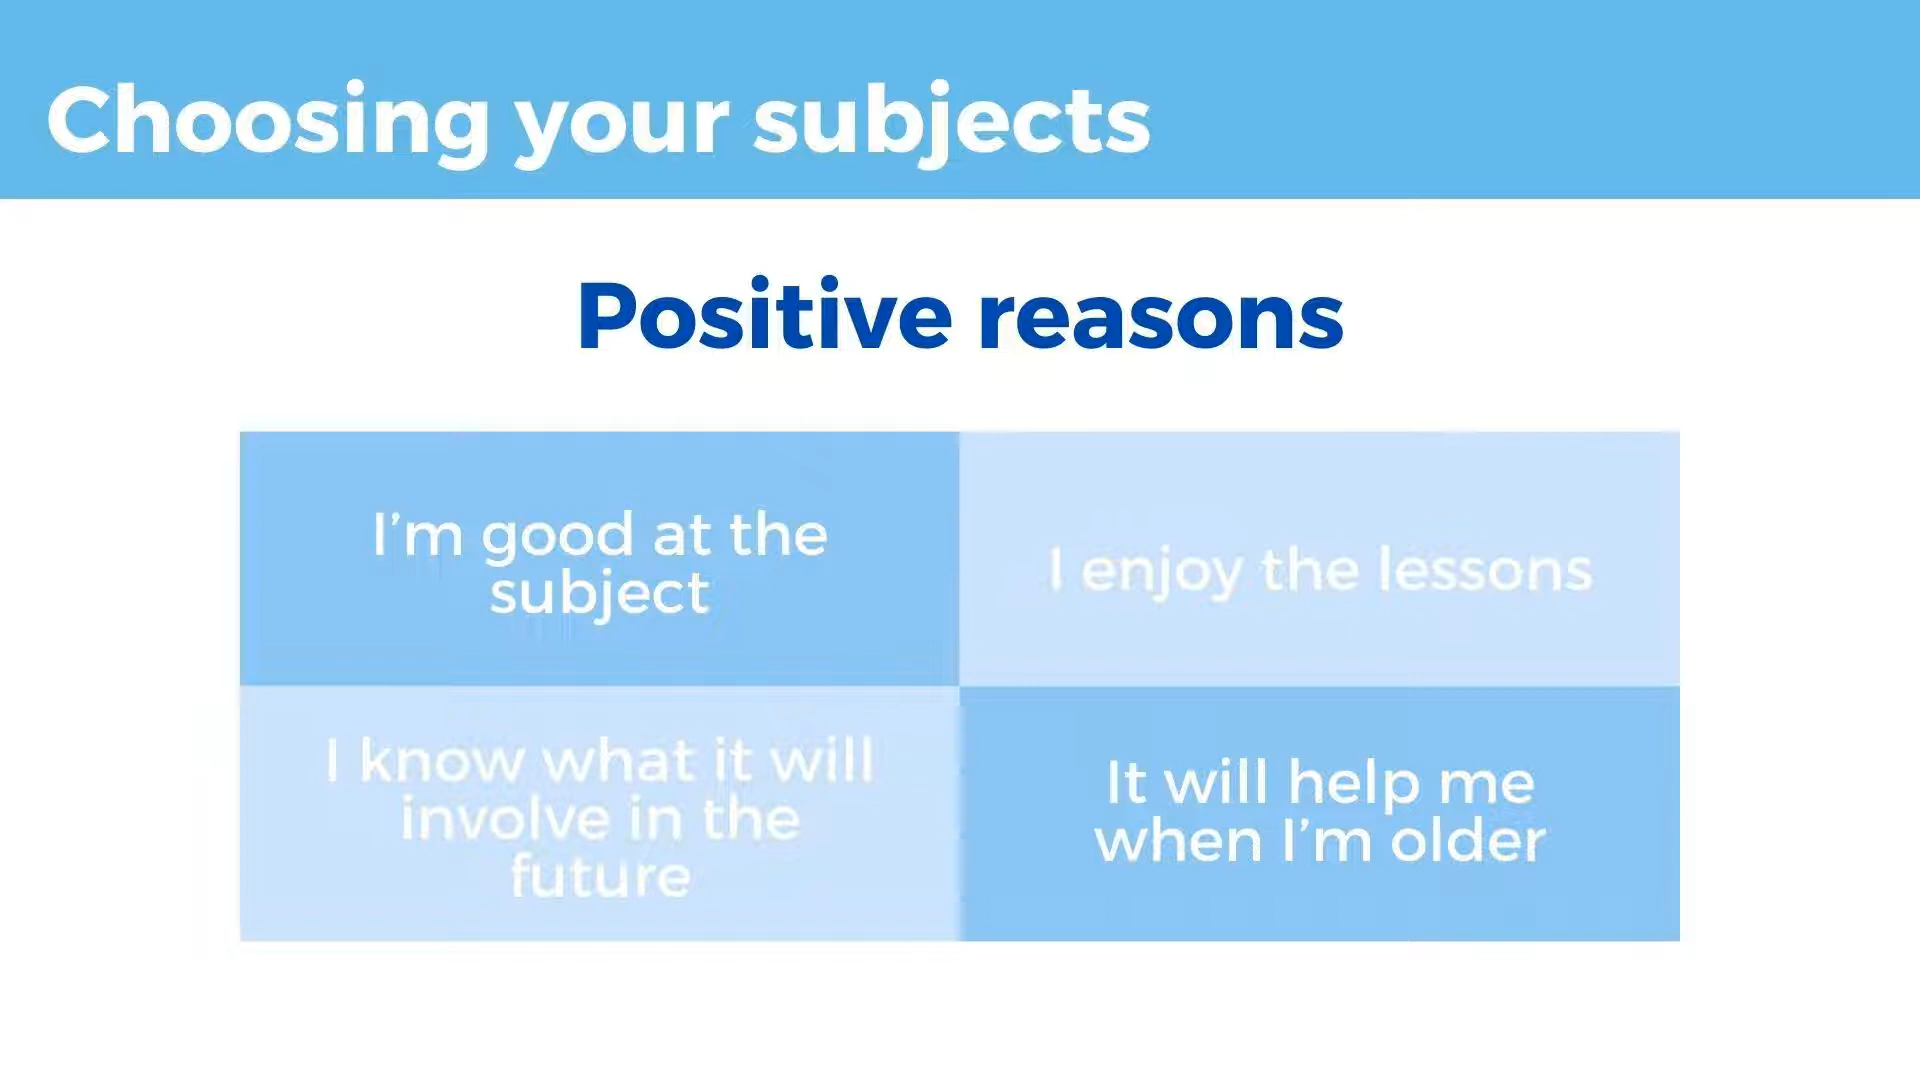 Choosing your subjects
Positive reasons
I'm good at the
subject
I enjoy the lessons
I know what it will
involve in the
future
It will help me
when I'm older